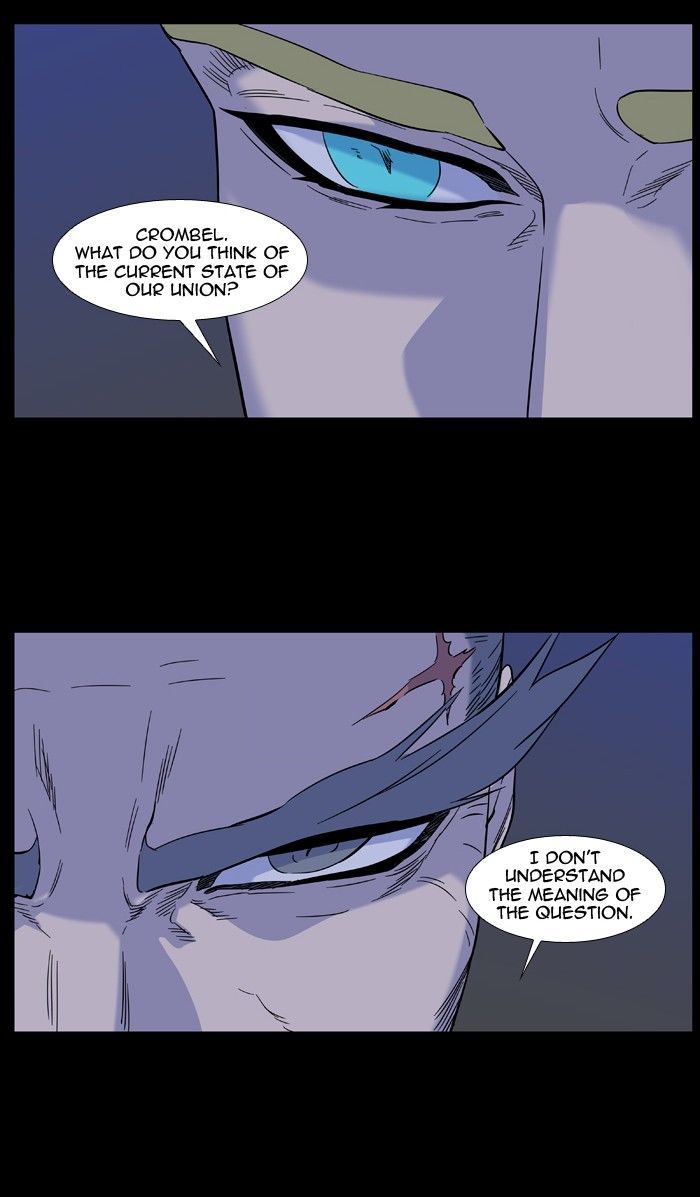 CROMBEL.
WHAT DO YOU THINK OF
THE CURRENT STATE OF
OUR UNION?
I DON'T
UNDERSTAND
THE MEANING OF
THE QUESTION.